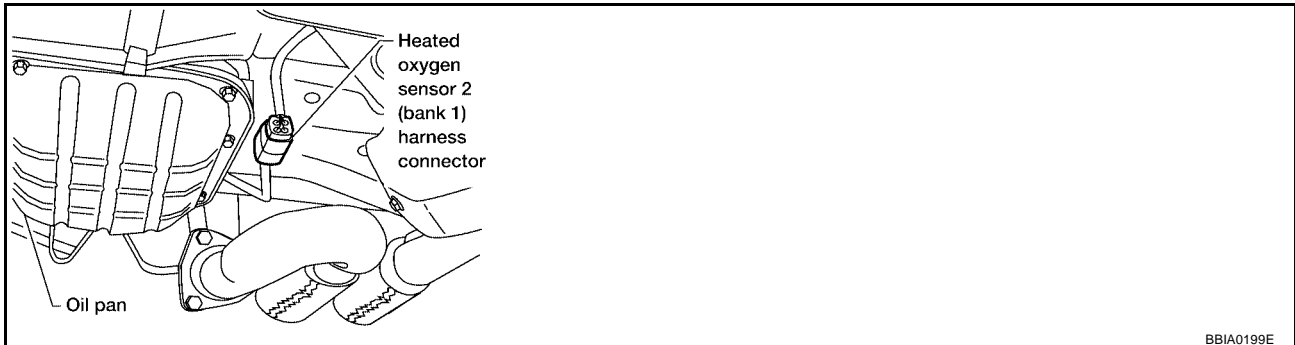 Heated
oxygen
sensor 2
(bank 1)
harness
connector
Oil pan
BBIA0199E